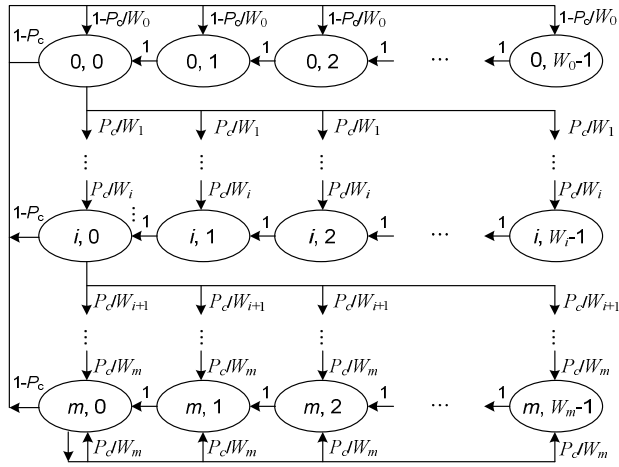 1-Pc/W0 1-Pc/W0 1-Pc/W0 1-Pc/W0
1-Pc
0, 0 1 0, 1 1 0, 2 1 ... 1 0, W0-1
Pc/W1 Pc/W1 Pc/W1 Pc/W1
⋮ ⋮ ⋮ ⋮
Pc/Wi Pc/Wi Pc/Wi Pc/Wi
1-Pc ⋮
i, 0 1 i, 1 1 i, 2 1 ... 1 i, Wi-1
Pc/Wi+1 Pc/Wi+1 Pc/Wi+1 Pc/Wi+1
⋮ ⋮ ⋮ ⋮
Pc/Wm Pc/Wm Pc/Wm Pc/Wm
1-Pc
m, 0 1 m, 1 1 m, 2 1 ... 1 m, Wm-1
Pc/Wm Pc/Wm Pc/Wm Pc/Wm